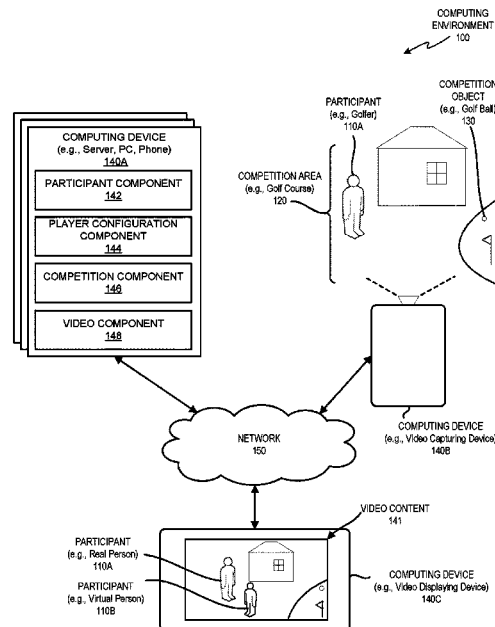 COMPUTING
ENVIRONMENT
100
COMPETITION
OBJECT
(e.g., Golf Ball)
130
PARTICIPANT
(e.g., Golfer)
110A
COMPETITION AREA
(e.g., Golf Course)
120
COMPUTING DEVICE
(e.g., Server, PC, Phone)
140A
PARTICIPANT COMPONENT
142
PLAYER CONFIGURATION
COMPONENT
144
COMPETITION COMPONENT
146
VIDEO COMPONENT
148
COMPUTING DEVICE
(e.g., Video Capturing Device)
140B
NETWORK
150
VIDEO CONTENT
141
PARTICIPANT
(e.g., Real Person)
110A
PARTICIPANT
(e.g., Virtual Person)
110B
COMPUTING DEVICE
(e.g., Video Displaying Device)
140C